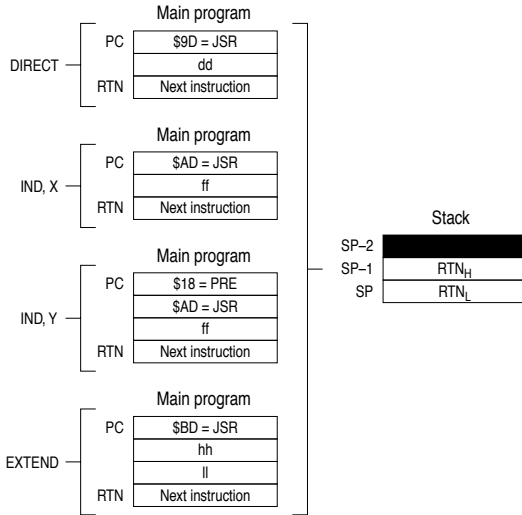 Main program
PC $9D = JSR
DIRECT dd
RTN Next instruction
Main program
PC $AD = JSR
IND, X ff
RTN Next instruction
Main program
PC $18 = PRE
$AD = JSR
IND, Y ff
RTN Next instruction
Main program
PC $BD = JSR
hh
EXTEND ll
RTN Next instruction
Stack
SP–2
SP–1 RTNH
SP RTNL